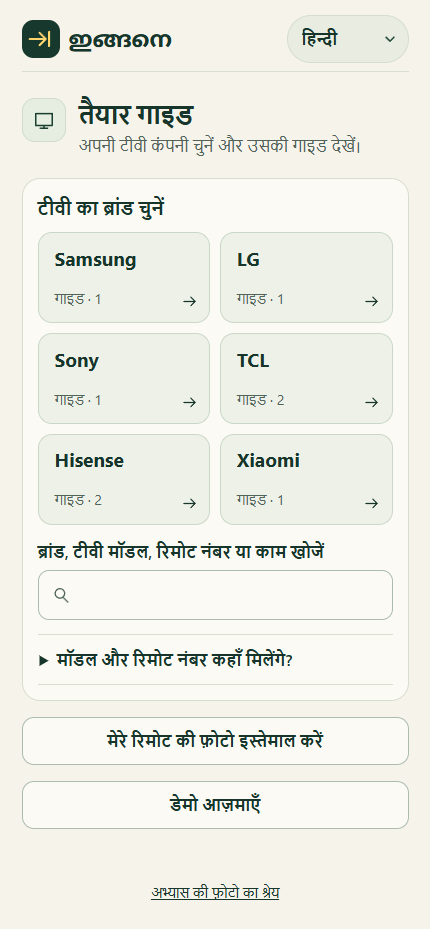 ഇങ്ങനെ
हिन्दी
तैयार गाइड
अपनी टीवी कंपनी चुनें और उसकी गाइड देखें।
टीवी का ब्रांड चुनें
Samsung
गाइड · 1
LG
गाइड · 1
Sony
गाइड · 1
TCL
गाइड · 2
Hisense
गाइड · 2
Xiaomi
गाइड · 1
ब्रांड, टीवी मॉडल, रिमोट नंबर या काम खोजें
मॉडल और रिमोट नंबर कहाँ मिलेंगे?
मेरे रिमोट की फ़ोटो इस्तेमाल करें
डेमो आज़माएँ
अभ्यास की फ़ोटो का श्रेय